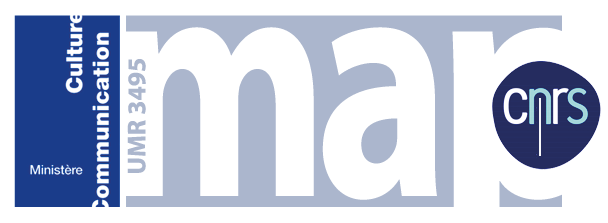 Ministère
Culture
Communication
UMR 3495
map
cnrs